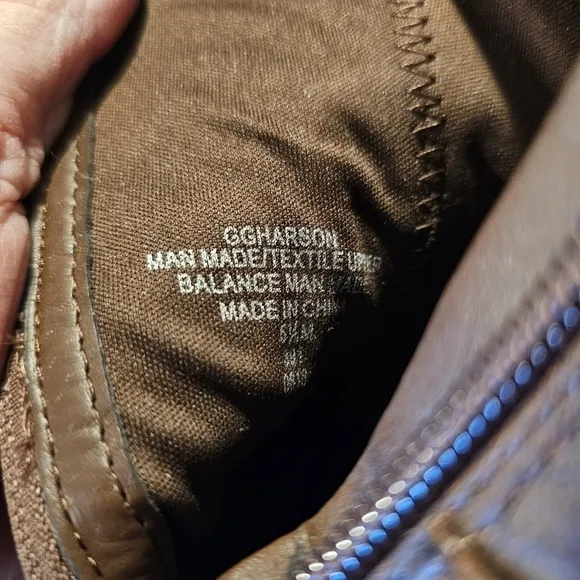 GGHARSON
MAN MADE/TEXTILE UPPER
BALANCE MAN MADE
MADE IN CHINA